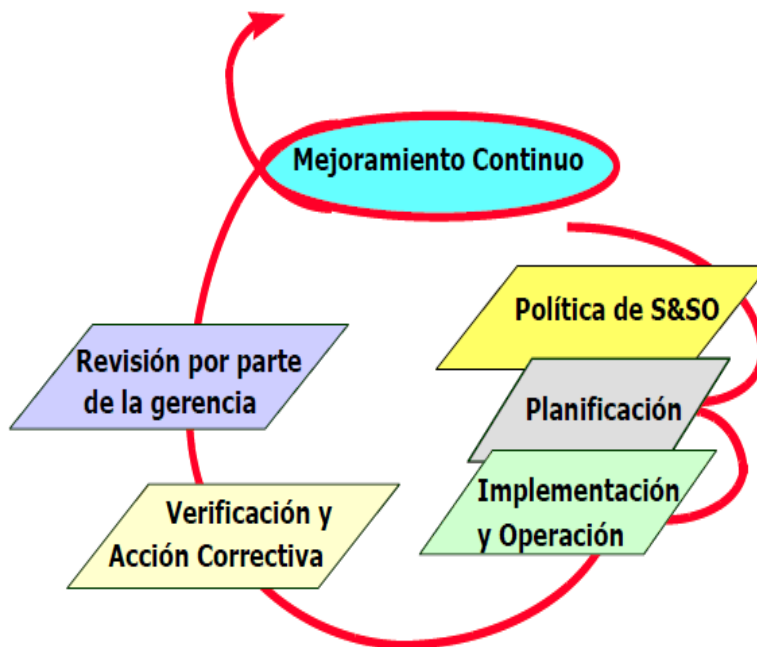 Mejoramiento Continuo
Política de S&SO
Planificación
Implementación
y Operación
Verificación y
Acción Correctiva
Revisión por parte
de la gerencia